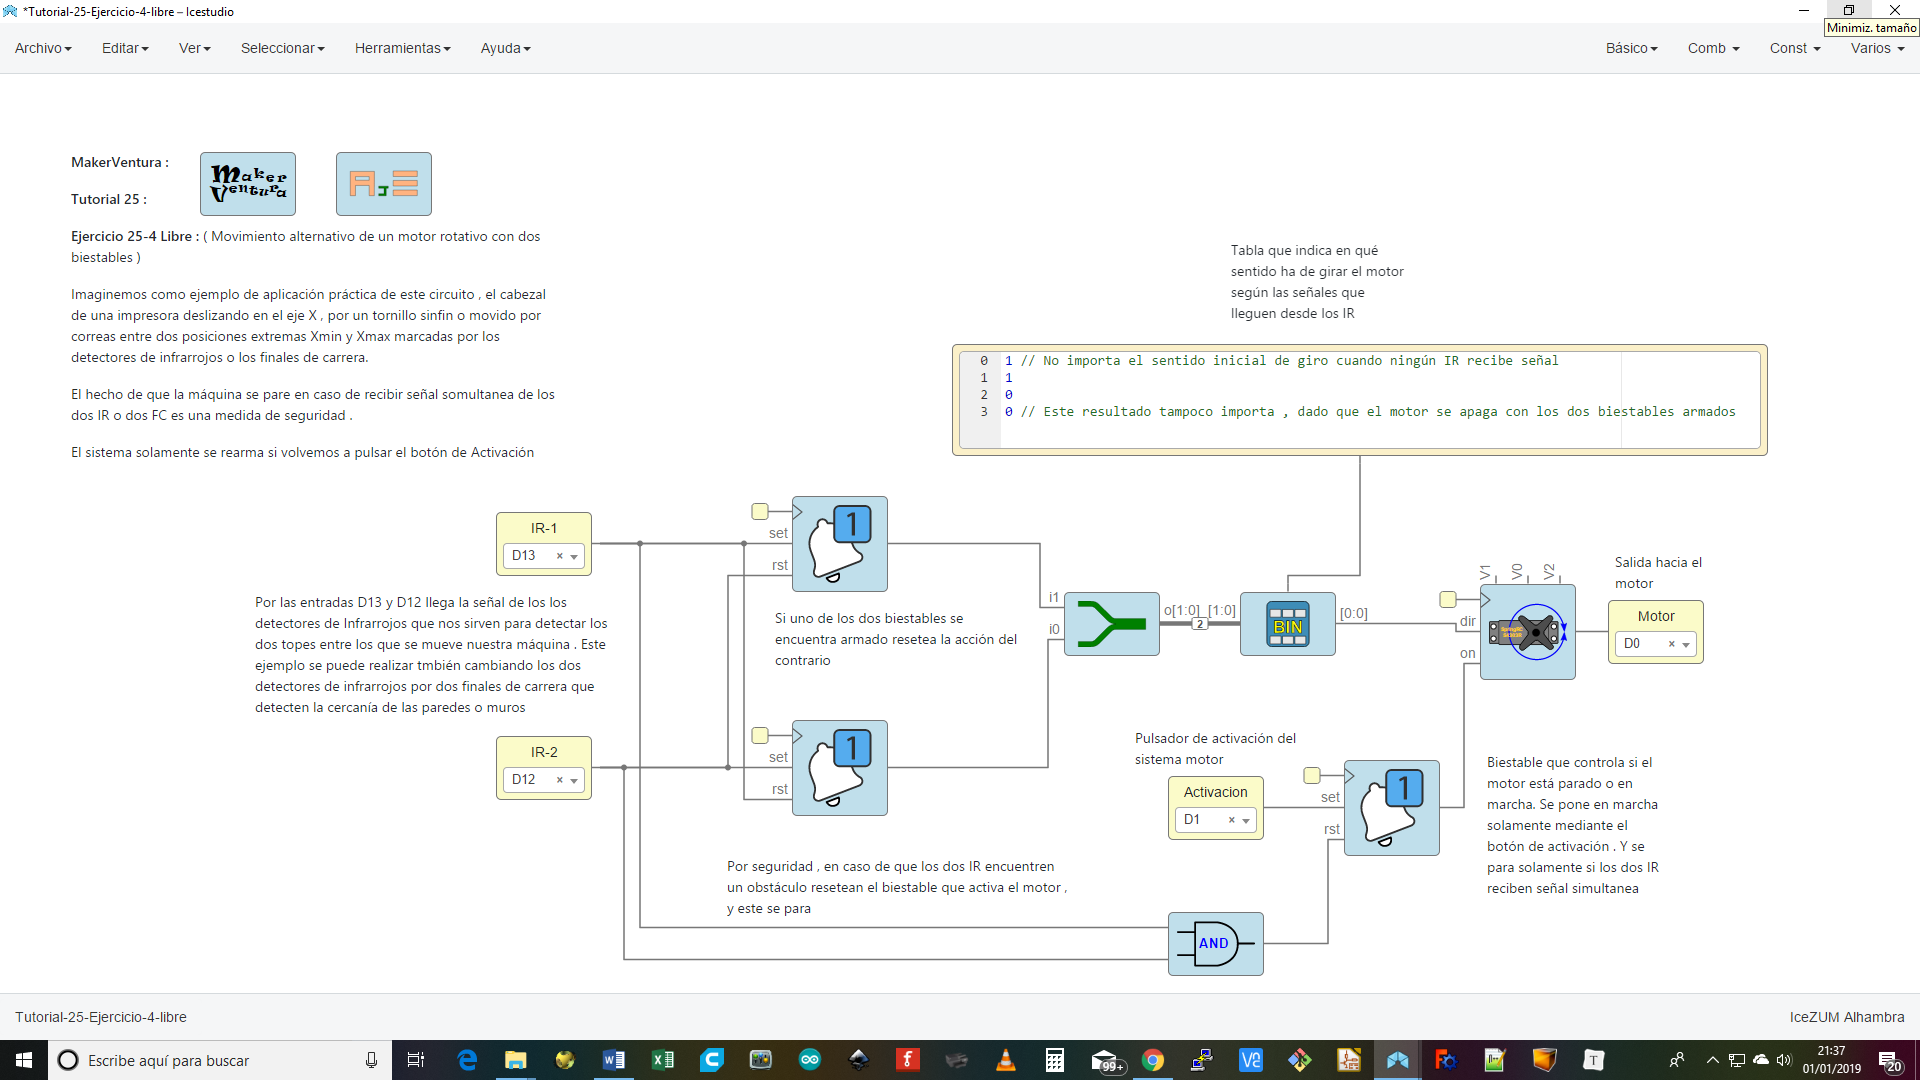 *Tutorial-25-Ejercicio-4-libre – Icestudio
Minimiz. tamaño
Archivo Editar Ver Seleccionar Herramientas Ayuda Básico Comb Const Varios
MakerVentura :
Maker
Ventura
Tutorial 25 :
Ejercicio 25-4 Libre : ( Movimiento alternativo de un motor rotativo con dos
biestables )
Imaginemos como ejemplo de aplicación práctica de este circuito , el cabezal
de una impresora deslizando en el eje X , por un tornillo sinfin o movido por
correas entre dos posiciones extremas Xmin y Xmax marcadas por los
detectores de infrarrojos o los finales de carrera.
El hecho de que la máquina se pare en caso de recibir señal somultanea de los
dos IR o dos FC es una medida de seguridad .
El sistema solamente se rearma si volvemos a pulsar el botón de Activación
Tabla que indica en qué
sentido ha de girar el motor
según las señales que
lleguen desde los IR
0 1 // No importa el sentido inicial de giro cuando ningún IR recibe señal
1 1
2 0
3 0 // Este resultado tampoco importa , dado que el motor se apaga con los dos biestables armados
IR-1
D13
set
rst
1
Por las entradas D13 y D12 llega la señal de los los
detectores de Infrarrojos que nos sirven para detectar los
dos topes entre los que se mueve nuestra máquina . Este
ejemplo se puede realizar tmbién cambiando los dos
detectores de infrarrojos por dos finales de carrera que
detecten la cercanía de las paredes o muros
Si uno de los dos biestables se
encuentra armado resetea la acción del
contrario
i1
i0
o[1:0] [1:0]
2
BIN
[0:0]
V1 V0 V2
dir
on
Salida hacia el
motor
Motor
D0
IR-2
D12
set
rst
1
Pulsador de activación del
sistema motor
Activacion
D1
set
rst
1
Biestable que controla si el
motor está parado o en
marcha. Se pone en marcha
solamente mediante el
botón de activación . Y se
para solamente si los dos IR
reciben señal simultanea
Por seguridad , en caso de que los dos IR encuentren
un obstáculo resetean el biestable que activa el motor ,
y este se para
AND
Tutorial-25-Ejercicio-4-libre
IceZUM Alhambra
Escribe aquí para buscar
99+
21:37
01/01/2019
20